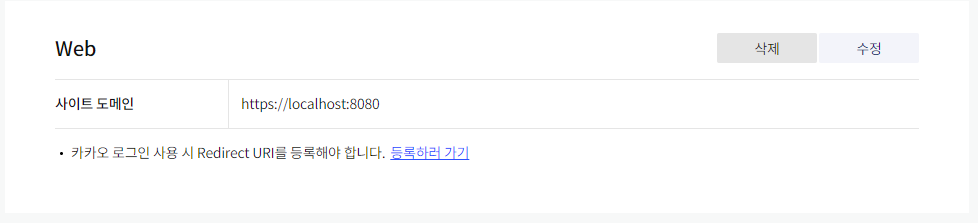 Web
삭제
수정
사이트 도메인
https://localhost:8080
• 카카오 로그인 사용 시 Redirect URI를 등록해야 합니다. 등록하러 가기